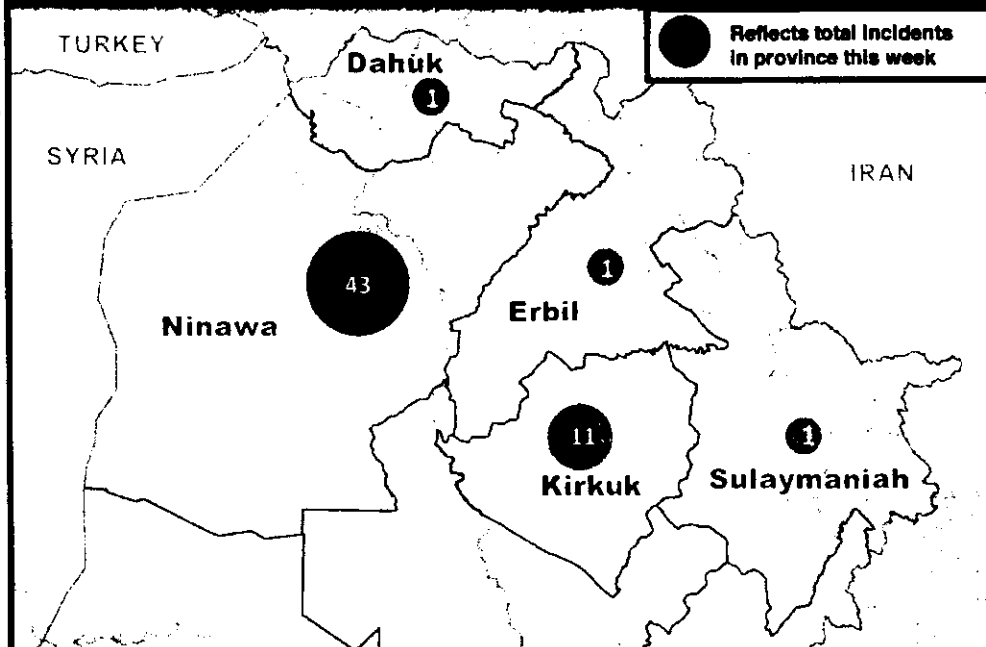 Reflects total incidents
in province this week
TURKEY
Dahuk
1
SYRIA
IRAN
43
1
Ninawa
Erbil
11
1
Kirkuk
Sulaymaniah